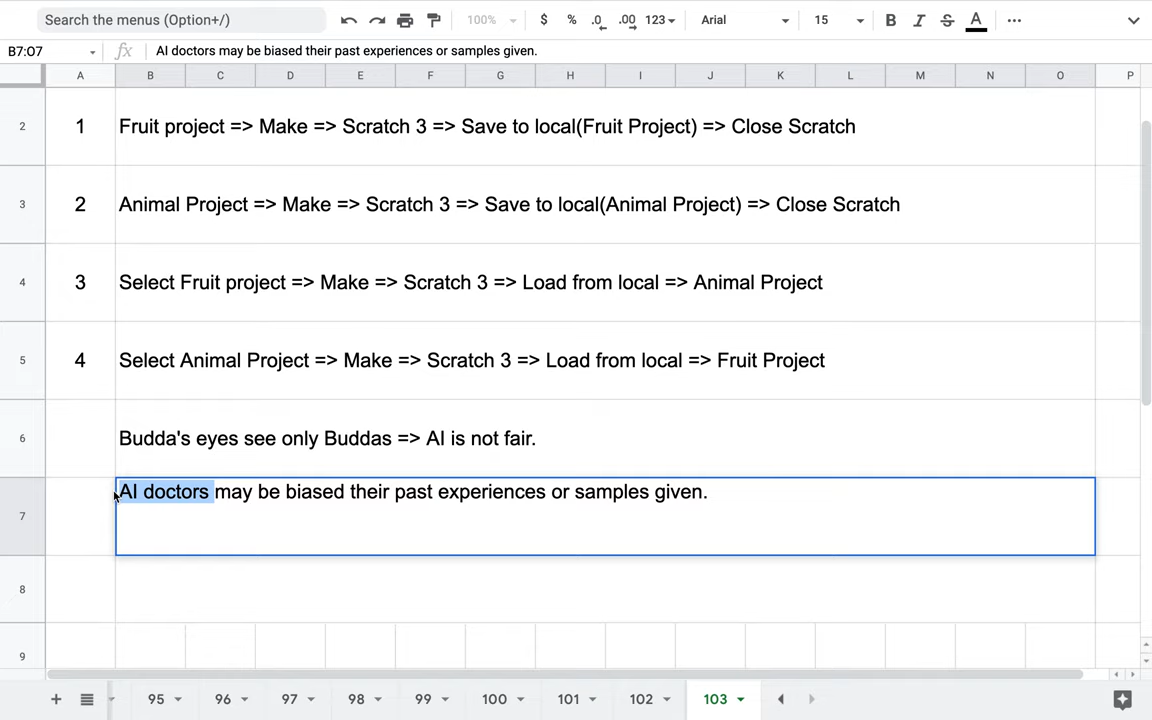 Search the menus (Option+/)
100%
$ % .0 .00 123
Arial
15
B I S A
B7:O7
fx
AI doctors may be biased their past experiences or samples given.
A B C D E F G H I J K L M N O P
2 1 Fruit project => Make => Scratch 3 => Save to local(Fruit Project) => Close Scratch
3 2 Animal Project => Make => Scratch 3 => Save to local(Animal Project) => Close Scratch
4 3 Select Fruit project => Make => Scratch 3 => Load from local => Animal Project
5 4 Select Animal Project => Make => Scratch 3 => Load from local => Fruit Project
6 Budda's eyes see only Buddas => AI is not fair.
7 AI doctors may be biased their past experiences or samples given.
8
9
95 96 97 98 99 100 101 102 103